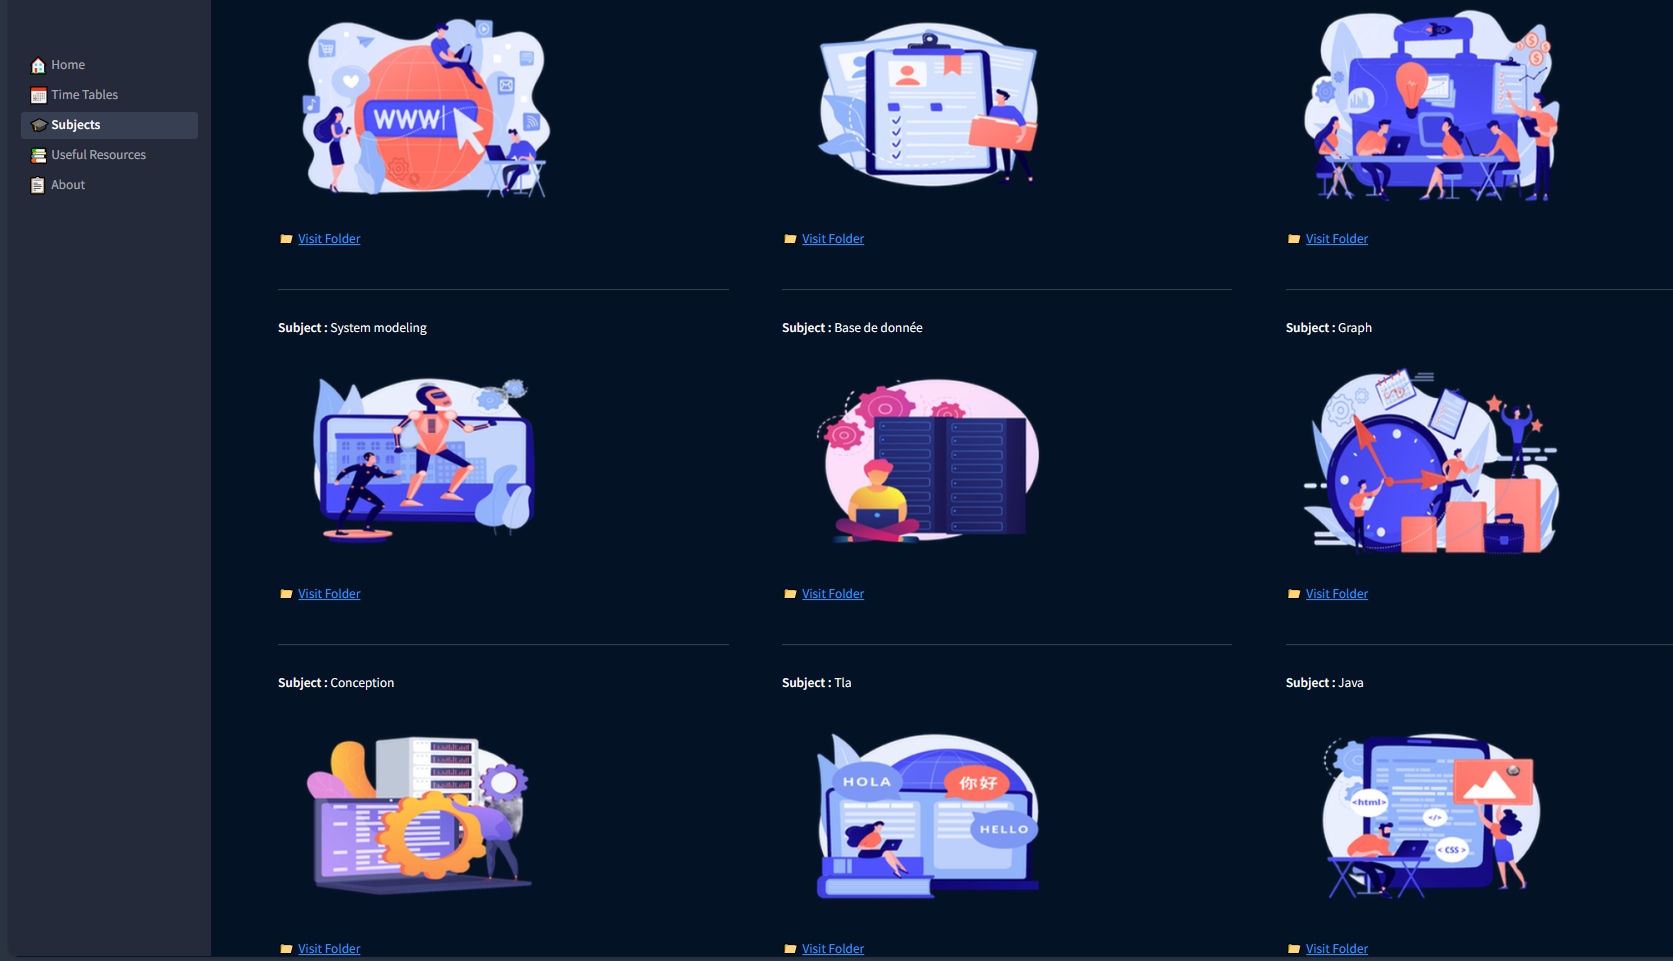 Home
Time Tables
Subjects
Useful Resources
About
WWW
Visit Folder
Visit Folder
Visit Folder
Subject : System modeling
Subject : Base de donnée
Subject : Graph
Visit Folder
Visit Folder
Visit Folder
Subject : Conception
Subject : Tla
Subject : Java
HOLA
你好
HELLO
<html>
</>
< CSS >
Visit Folder
Visit Folder
Visit Folder